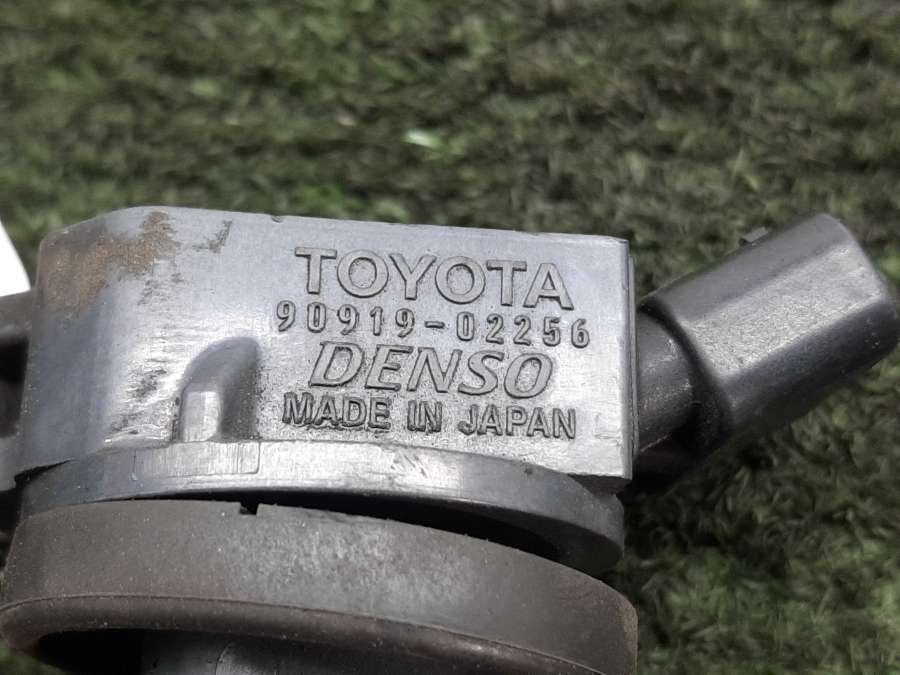 TOYOTA
90919-02256
DENSO
MADE IN JAPAN